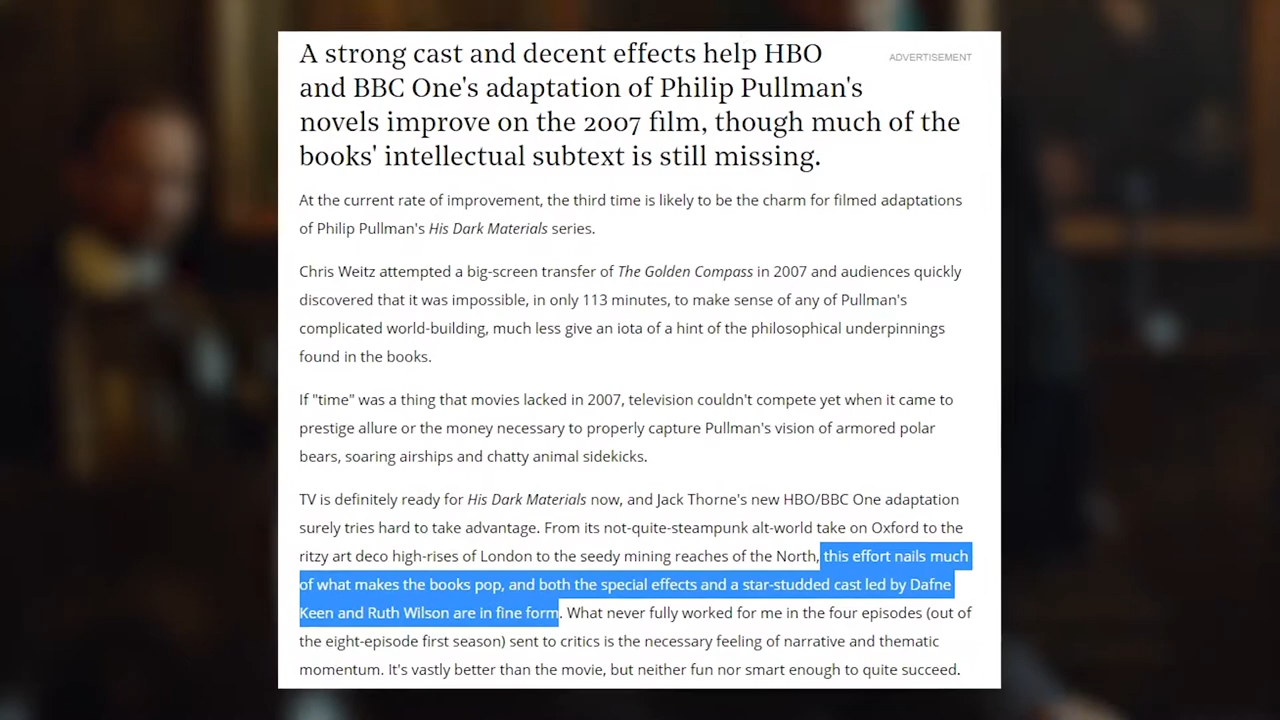 A strong cast and decent effects help HBO
ADVERTISEMENT
and BBC One's adaptation of Philip Pullman's
novels improve on the 2007 film, though much of the
books' intellectual subtext is still missing.
At the current rate of improvement, the third time is likely to be the charm for filmed adaptations
of Philip Pullman's His Dark Materials series.
Chris Weitz attempted a big-screen transfer of The Golden Compass in 2007 and audiences quickly
discovered that it was impossible, in only 113 minutes, to make sense of any of Pullman's
complicated world-building, much less give an iota of a hint of the philosophical underpinnings
found in the books.
If "time" was a thing that movies lacked in 2007, television couldn't compete yet when it came to
prestige allure or the money necessary to properly capture Pullman's vision of armored polar
bears, soaring airships and chatty animal sidekicks.
TV is definitely ready for His Dark Materials now, and Jack Thorne's new HBO/BBC One adaptation
surely tries hard to take advantage. From its not-quite-steampunk alt-world take on Oxford to the
ritzy art deco high-rises of London to the seedy mining reaches of the North, this effort nails much
of what makes the books pop, and both the special effects and a star-studded cast led by Dafne
Keen and Ruth Wilson are in fine form. What never fully worked for me in the four episodes (out of
the eight-episode first season) sent to critics is the necessary feeling of narrative and thematic
momentum. It's vastly better than the movie, but neither fun nor smart enough to quite succeed.